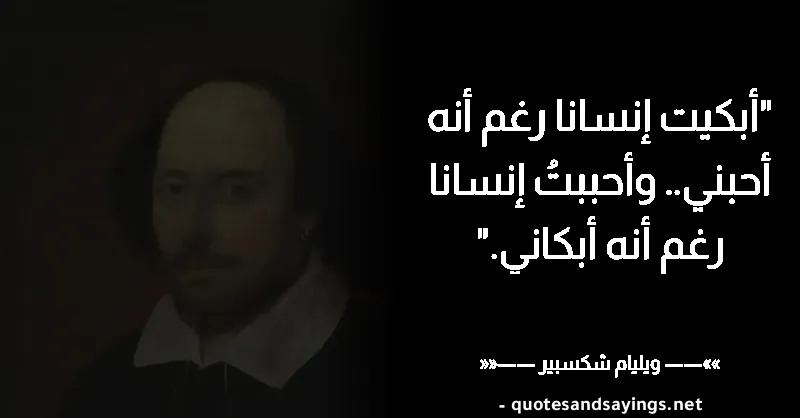 "أبكيت إنسانا رغم أنه
أحبني.. وأحببتُ إنسانا
رغم أنه أبكاني."
»»——— ويليام شكسبير ———««
- quotesandsayings.net